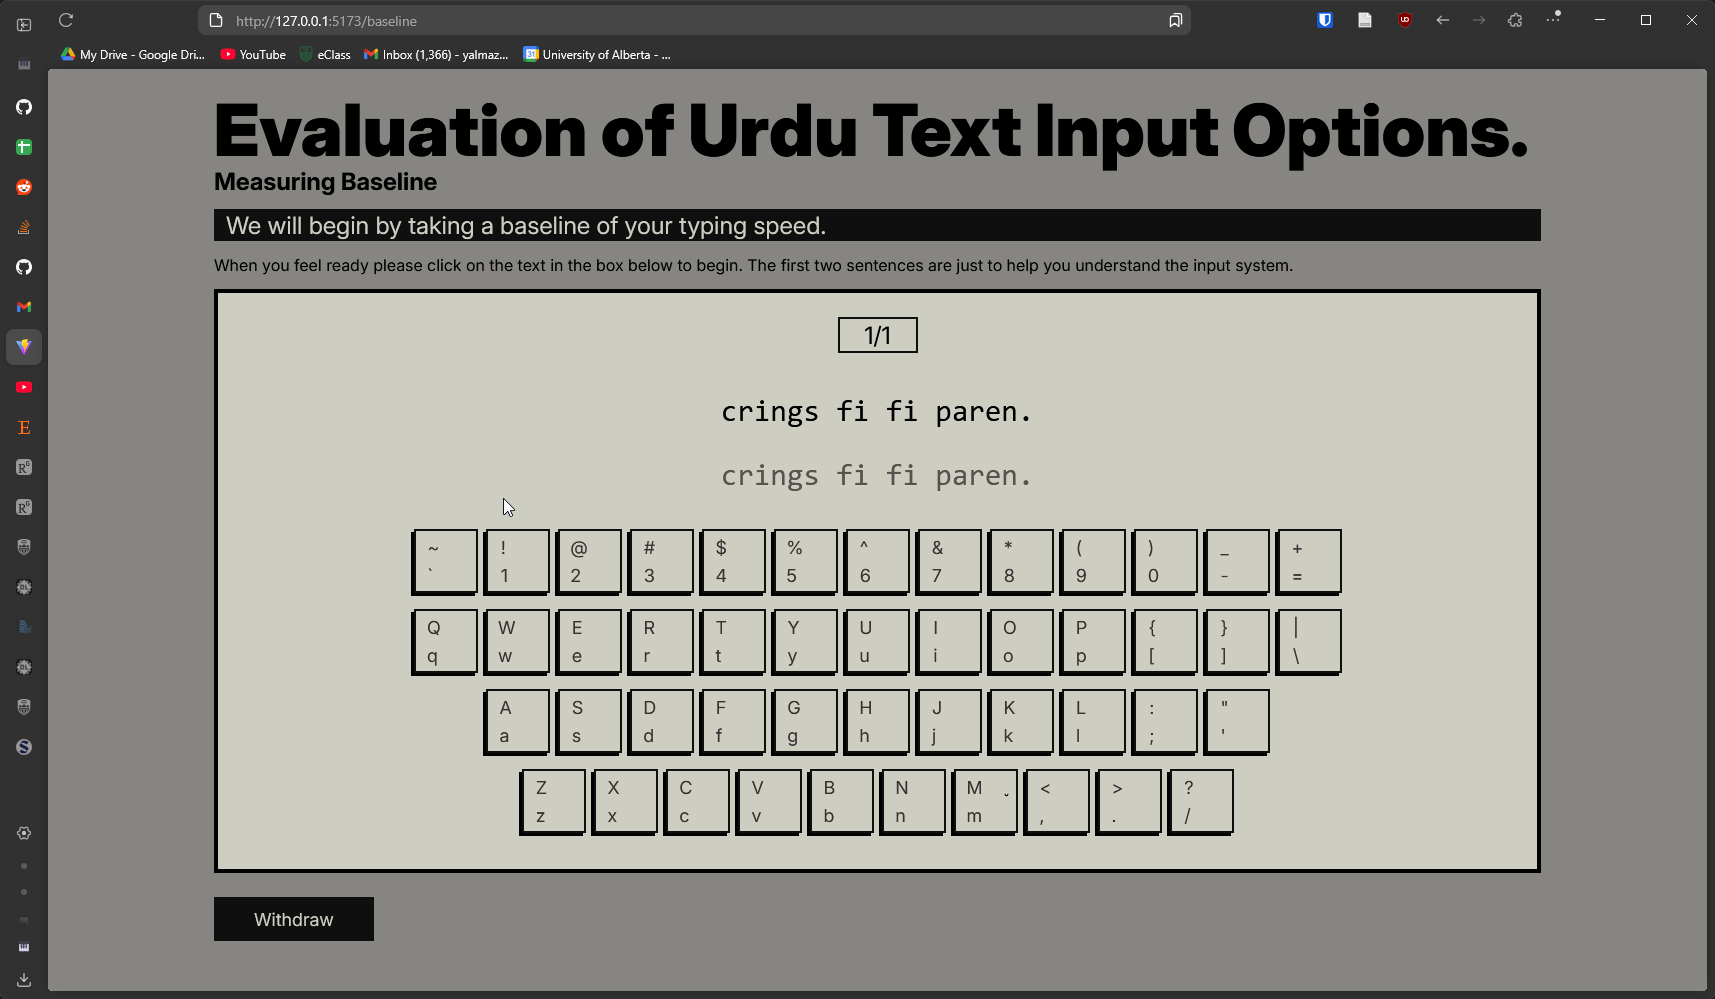 http://127.0.0.1:5173/baseline
My Drive - Google Dri... YouTube eClass Inbox (1,366) - yalmaz... University of Alberta - ...
Evaluation of Urdu Text Input Options.
Measuring Baseline
We will begin by taking a baseline of your typing speed.
When you feel ready please click on the text in the box below to begin. The first two sentences are just to help you understand the input system.
1/1
crings fi fi paren.
crings fi fi paren.
~ ! @ # $ % ^ & * ( ) _ +
` 1 2 3 4 5 6 7 8 9 0 - =
Q W E R T Y U I O P { } |
q w e r t y u i o p [ ] \
A S D F G H J K L : "
a s d f g h j k l ; '
Z X C V B N M ˇ < > ?
z x c v b n m , . /
Withdraw